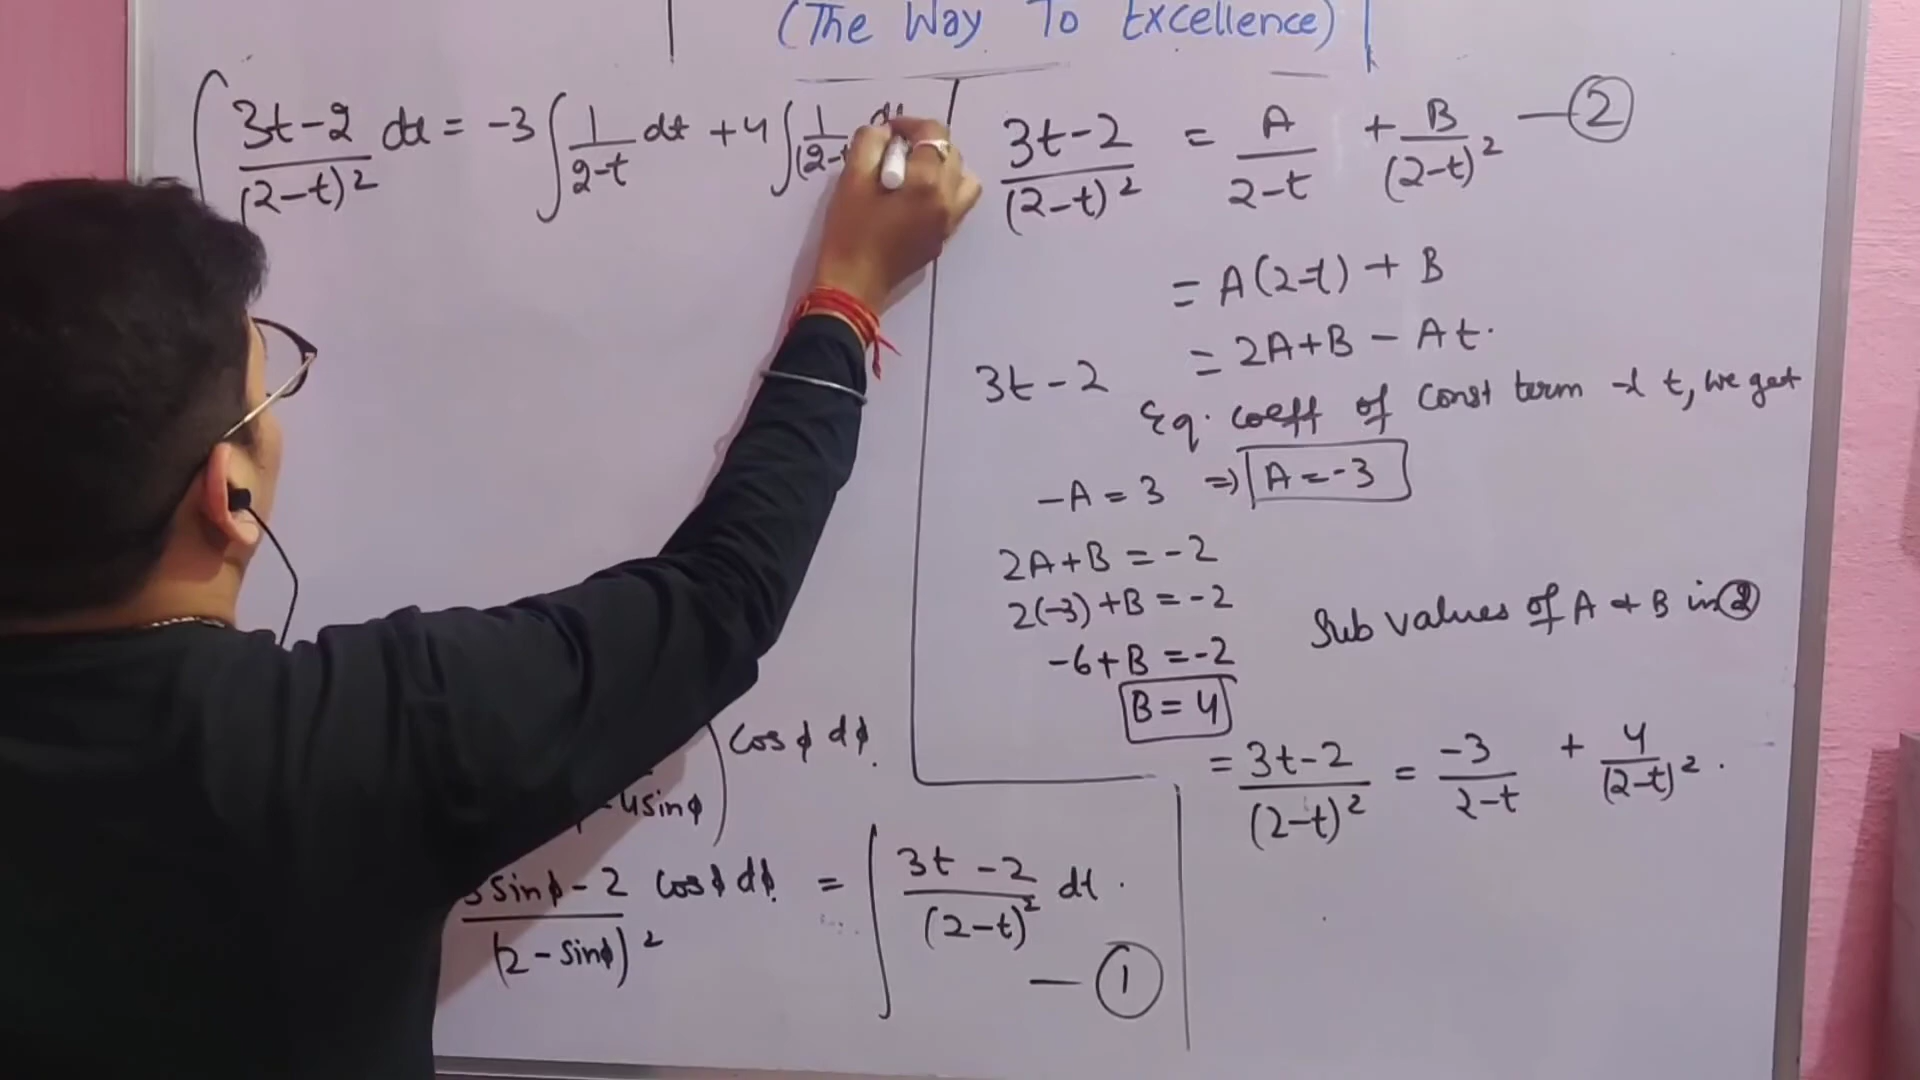 (The Way To Excellence)
∫ 3t-2/(2-t)² dx = -3 ∫ 1/2-t dt + 4 ∫ 1/(2-t
3t-2/(2-t)² = A/2-t + B/(2-t)² — ②
= A(2-t) + B
3t-2 = 2A+B - At.
Eq. coeff of const term & t, we get
-A = 3 ⇒ A = -3
2A+B = -2
2(-3)+B = -2
-6+B = -2
B = 4
Sub values of A & B in ②
= 3t-2/(2-t)² = -3/2-t + 4/(2-t)².
cosϕ dϕ.
-4sinϕ
3sinϕ-2/(2-sinϕ)² cosϕ dϕ. = ∫ 3t-2/(2-t)² dt.
— ①